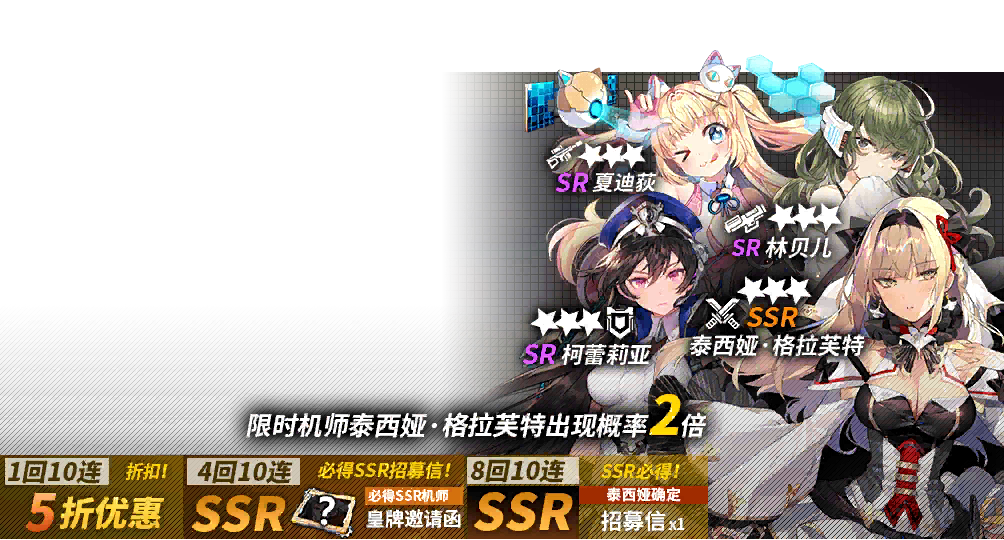 SR 夏迪荻
SR 林贝儿
SSR
泰西娅·格拉芙特
SR 柯蕾莉亚
限时机师泰西娅·格拉芙特出现概率2倍
1回10连 折扣!
5折优惠
4回10连 必得SSR招募信!
SSR
?
必得SSR机师
皇牌邀请函
8回10连 SSR必得!
SSR
泰西娅确定
招募信x1